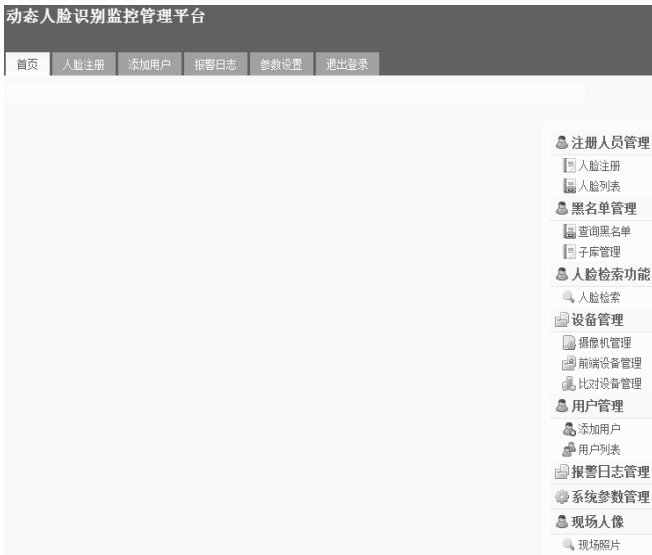 动态人脸识别监控管理平台
首页 人脸注册 添加用户 报警日志 参数设置 退出登录
注册人员管理
人脸注册
人脸列表
黑名单管理
查询黑名单
子库管理
人脸检索功能
人脸检索
设备管理
摄像机管理
前端设备管理
比对设备管理
用户管理
添加用户
用户列表
报警日志管理
系统参数管理
现场人像
现场照片